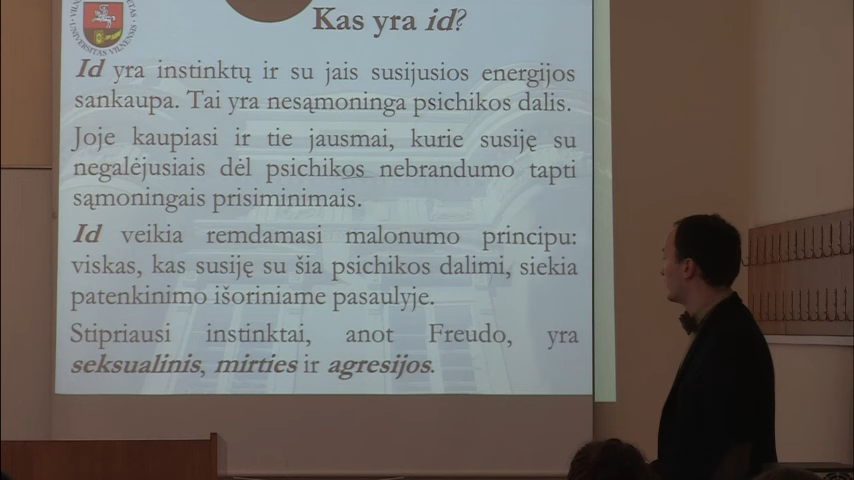 UNIVERSITAS VILNENSIS
Kas yra id?
Id yra instinktų ir su jais susijusios energijos
sankaupa. Tai yra nesąmoninga psichikos dalis.
Joje kaupiasi ir tie jausmai, kurie susiję su
negalėjusiais dėl psichikos nebrandumo tapti
sąmoningais prisiminimais.
Id veikia remdamasi malonumo principu:
viskas, kas susiję su šia psichikos dalimi, siekia
patenkinimo išoriniame pasaulyje.
Stipriausi instinktai, anot Freudo, yra
seksualinis, mirties ir agresijos.